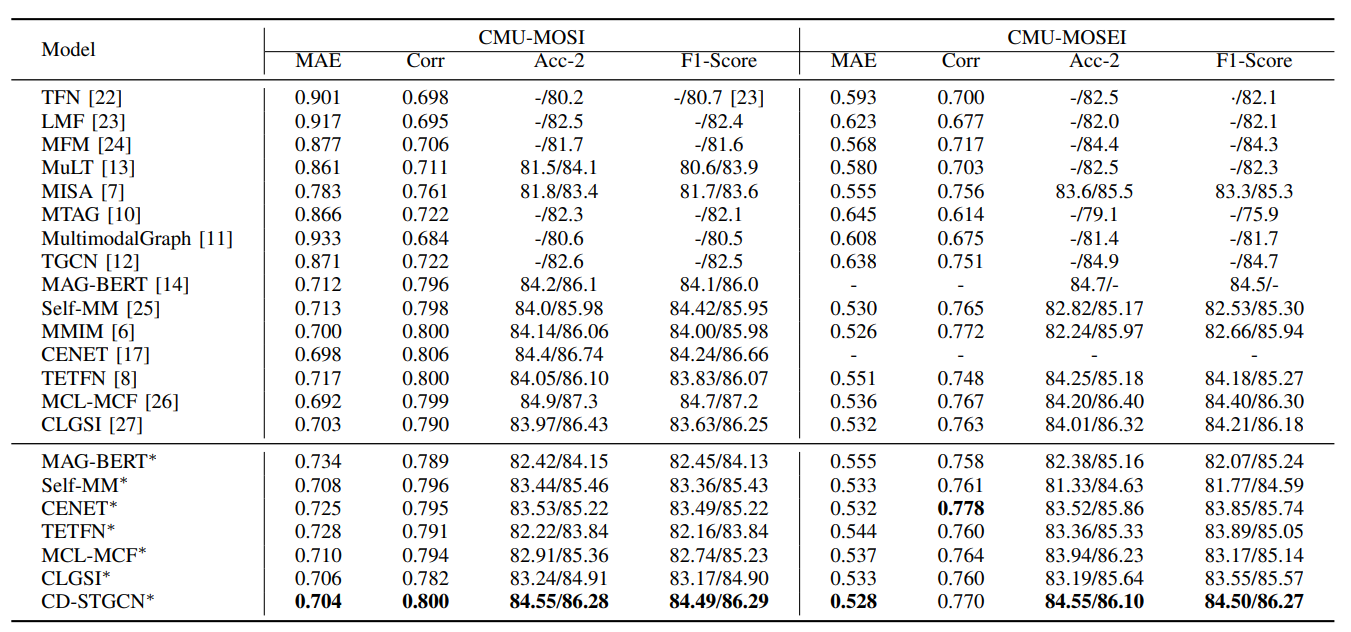 Model CMU-MOSI CMU-MOSEI
MAE Corr Acc-2 F1-Score MAE Corr Acc-2 F1-Score
TFN [22] 0.901 0.698 -/80.2 -/80.7 [23] 0.593 0.700 -/82.5 ·/82.1
LMF [23] 0.917 0.695 -/82.5 -/82.4 0.623 0.677 -/82.0 -/82.1
MFM [24] 0.877 0.706 -/81.7 -/81.6 0.568 0.717 -/84.4 -/84.3
MuLT [13] 0.861 0.711 81.5/84.1 80.6/83.9 0.580 0.703 -/82.5 -/82.3
MISA [7] 0.783 0.761 81.8/83.4 81.7/83.6 0.555 0.756 83.6/85.5 83.3/85.3
MTAG [10] 0.866 0.722 -/82.3 -/82.1 0.645 0.614 -/79.1 -/75.9
MultimodalGraph [11] 0.933 0.684 -/80.6 -/80.5 0.608 0.675 -/81.4 -/81.7
TGCN [12] 0.871 0.722 -/82.6 -/82.5 0.638 0.751 -/84.9 -/84.7
MAG-BERT [14] 0.712 0.796 84.2/86.1 84.1/86.0 - - 84.7/- 84.5/-
Self-MM [25] 0.713 0.798 84.0/85.98 84.42/85.95 0.530 0.765 82.82/85.17 82.53/85.30
MMIM [6] 0.700 0.800 84.14/86.06 84.00/85.98 0.526 0.772 82.24/85.97 82.66/85.94
CENET [17] 0.698 0.806 84.4/86.74 84.24/86.66 - - - -
TETFN [8] 0.717 0.800 84.05/86.10 83.83/86.07 0.551 0.748 84.25/85.18 84.18/85.27
MCL-MCF [26] 0.692 0.799 84.9/87.3 84.7/87.2 0.536 0.767 84.20/86.40 84.40/86.30
CLGSI [27] 0.703 0.790 83.97/86.43 83.63/86.25 0.532 0.763 84.01/86.32 84.21/86.18
MAG-BERT* 0.734 0.789 82.42/84.15 82.45/84.13 0.555 0.758 82.38/85.16 82.07/85.24
Self-MM* 0.708 0.796 83.44/85.46 83.36/85.43 0.533 0.761 81.33/84.63 81.77/84.59
CENET* 0.725 0.795 83.53/85.22 83.49/85.22 0.532 0.778 83.52/85.86 83.85/85.74
TETFN* 0.728 0.791 82.22/83.84 82.16/83.84 0.544 0.760 83.36/85.33 83.89/85.05
MCL-MCF* 0.710 0.794 82.91/85.36 82.74/85.23 0.537 0.764 83.94/86.23 83.17/85.14
CLGSI* 0.706 0.782 83.24/84.91 83.17/84.90 0.533 0.760 83.19/85.64 83.55/85.57
CD-STGCN* 0.704 0.800 84.55/86.28 84.49/86.29 0.528 0.770 84.55/86.10 84.50/86.27